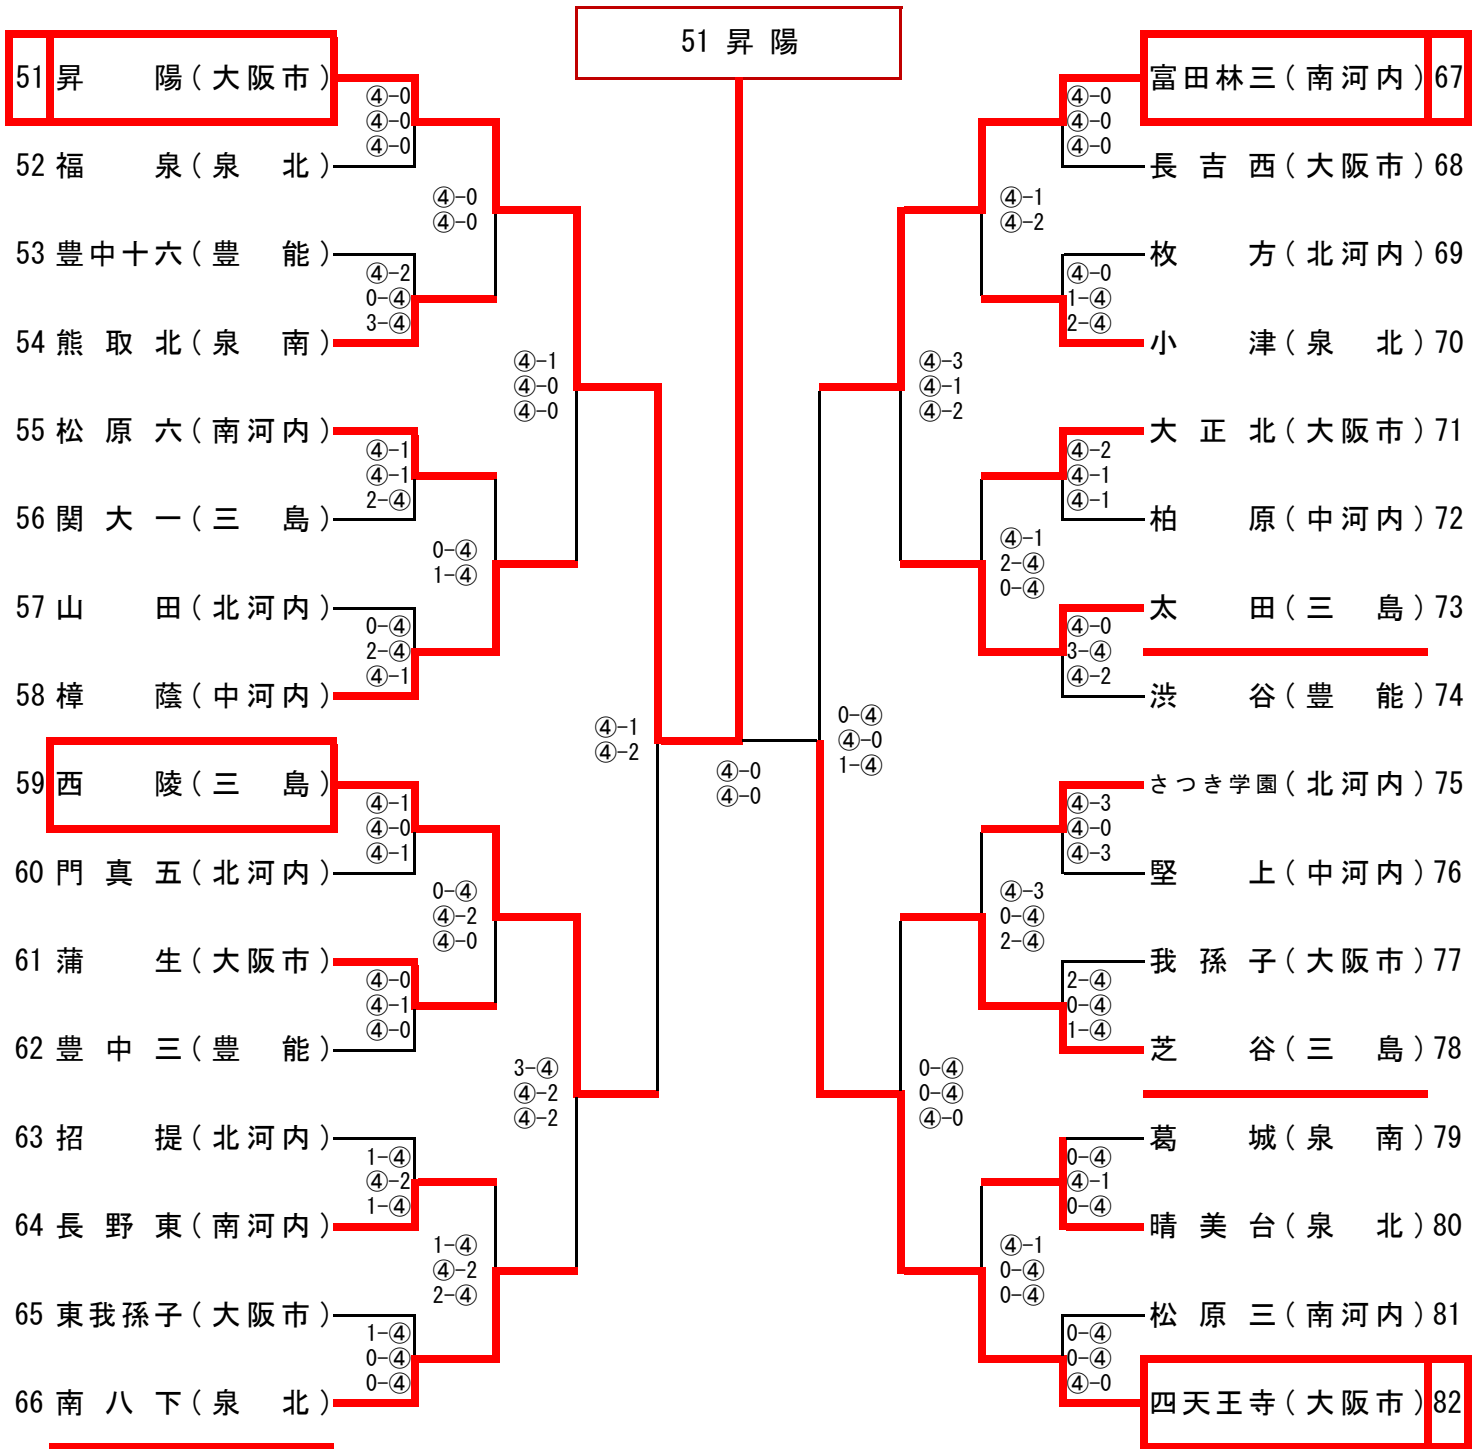 51 昇 陽
51 昇 陽(大阪市)
④-0
④-0
④-0
52 福 泉(泉 北)
④-0
④-0
53 豊中十六(豊 能)
④-2
0-④
3-④
54 熊 取 北(泉 南)
④-1
④-0
④-0
55 松 原 六(南河内)
④-1
④-1
2-④
56 関 大 一(三 島)
0-④
1-④
57 山 田(北河内)
0-④
2-④
④-1
58 樟 蔭(中河内)
④-1
④-2
59 西 陵(三 島)
④-1
④-0
④-1
60 門 真 五(北河内)
0-④
④-2
④-0
61 蒲 生(大阪市)
④-0
④-1
④-0
62 豊 中 三(豊 能)
3-④
④-2
④-2
63 招 提(北河内)
1-④
④-2
1-④
64 長 野 東(南河内)
1-④
④-2
2-④
65 東我孫子(大阪市)
1-④
0-④
0-④
66 南 八 下(泉 北)
④-0
④-0
富田林三(南河内)67
④-0
④-0
④-0
長 吉 西(大阪市)68
④-1
④-2
枚 方(北河内)69
④-0
1-④
2-④
小 津(泉 北)70
④-3
④-1
④-2
大 正 北(大阪市)71
④-2
④-1
④-1
柏 原(中河内)72
④-1
2-④
0-④
太 田(三 島)73
④-0
3-④
④-2
渋 谷(豊 能)74
0-④
④-0
1-④
さつき学園(北河内)75
④-3
④-0
④-3
堅 上(中河内)76
④-3
0-④
2-④
我 孫 子(大阪市)77
2-④
0-④
1-④
芝 谷(三 島)78
0-④
0-④
④-0
葛 城(泉 南)79
0-④
④-1
0-④
晴 美 台(泉 北)80
④-1
0-④
0-④
松 原 三(南河内)81
0-④
0-④
④-0
四天王寺(大阪市)82